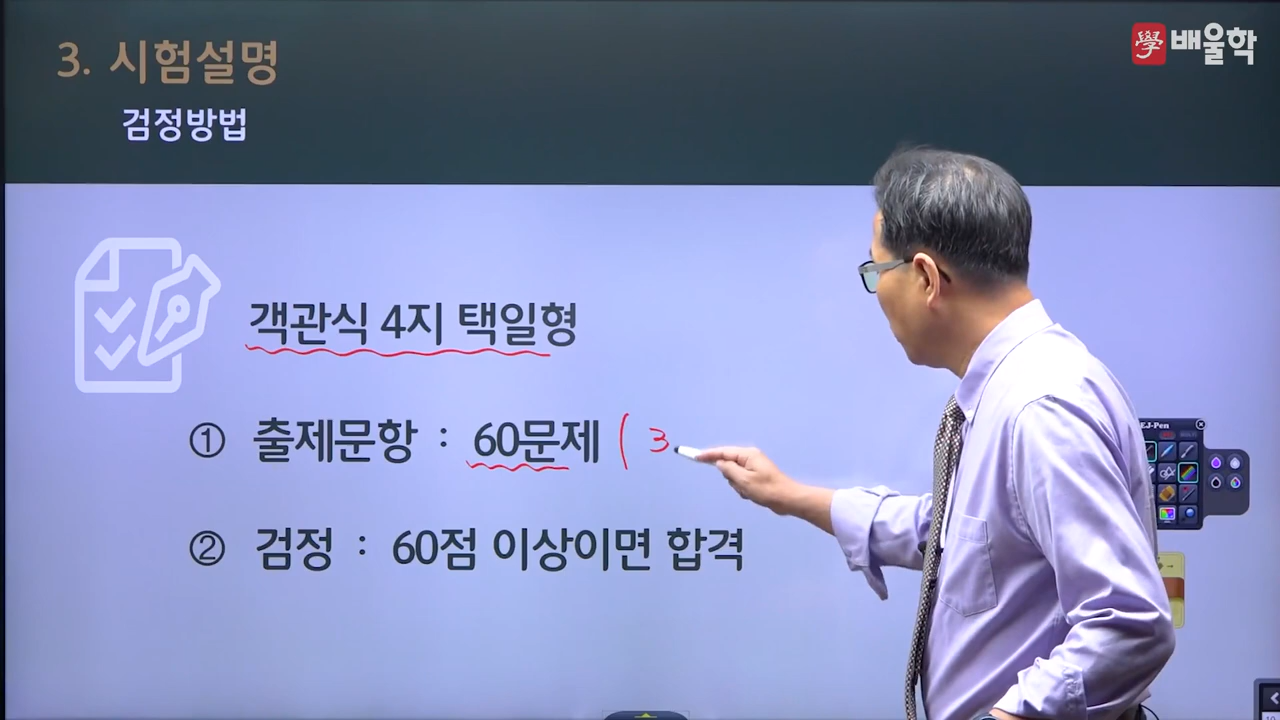 3. 시험설명
學 배울학
검정방법
객관식 4지 택일형
① 출제문항 : 60문제 ( 3
② 검정 : 60점 이상이면 합격
EJ-Pen